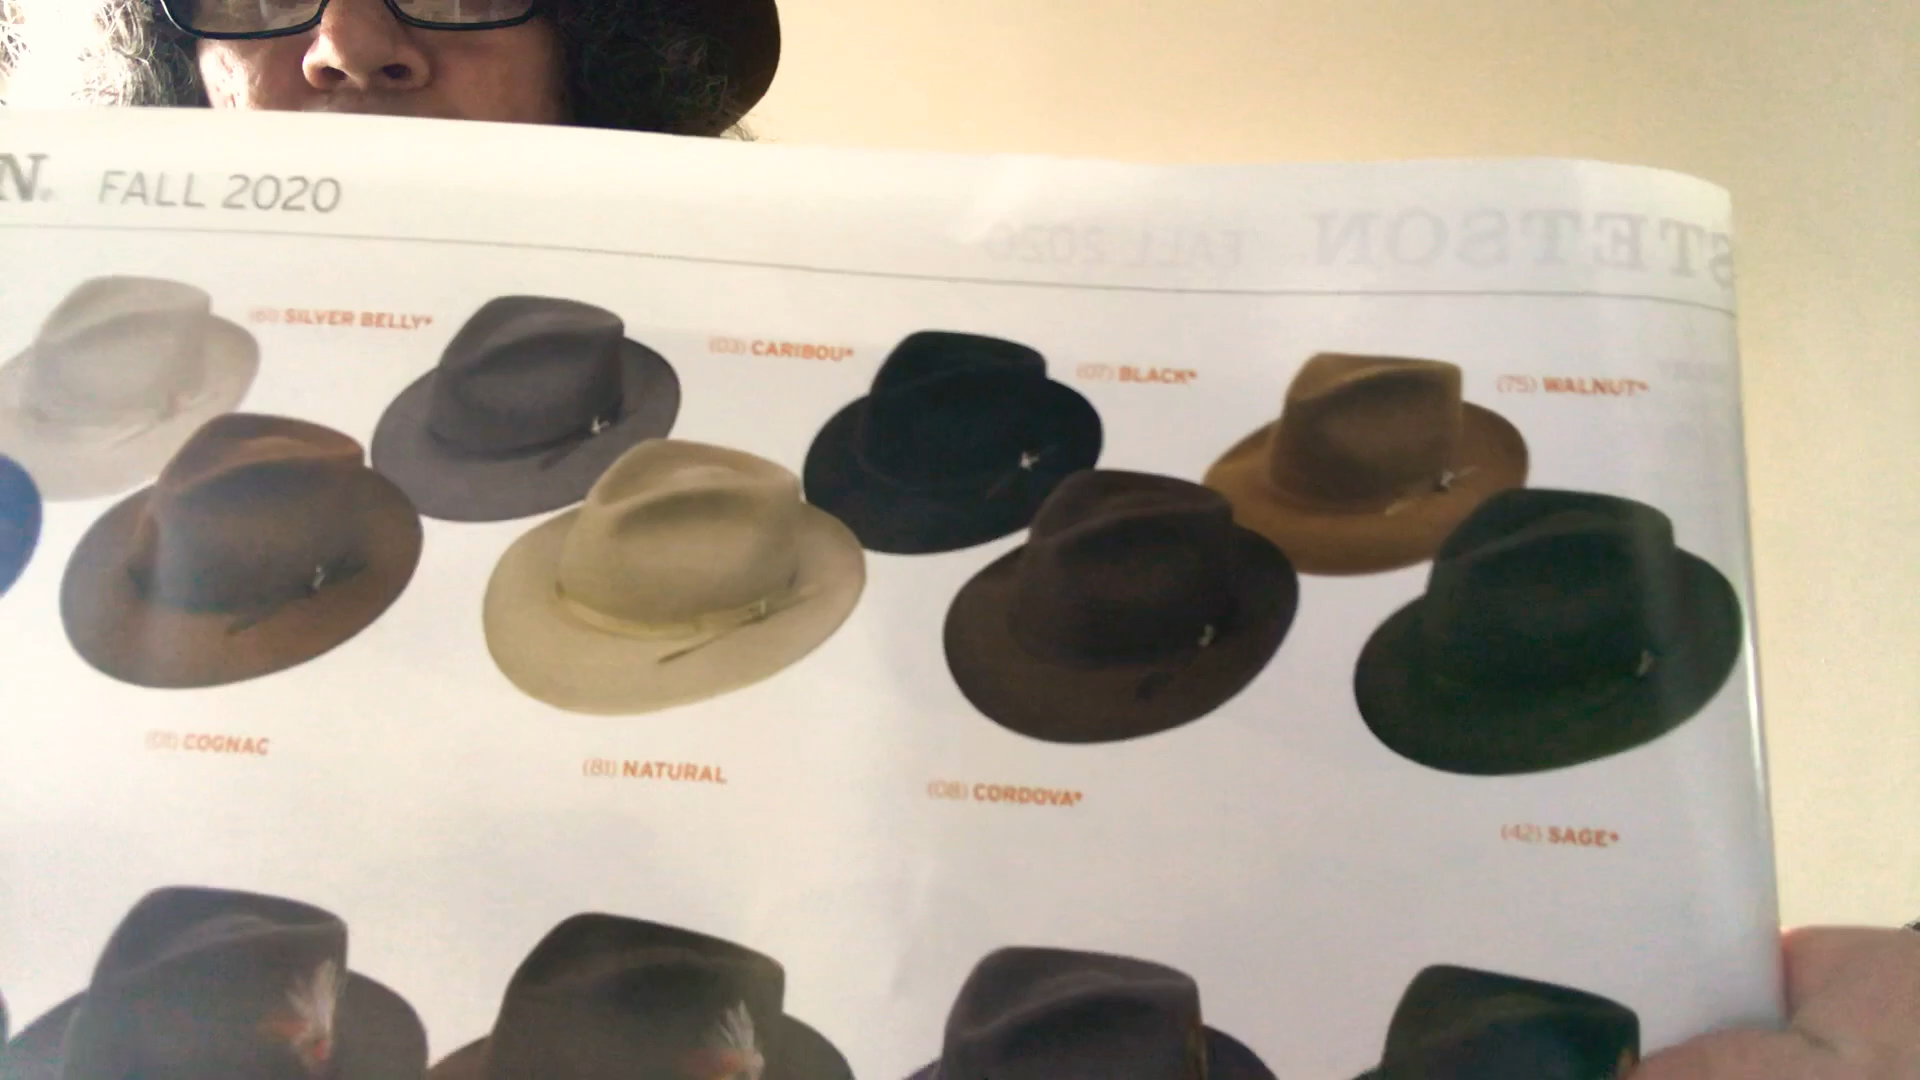 N. FALL 2020
STETSON FALL 2020
SILVER BELLY*
(03) CARIBOU*
(07) BLACK*
(75) WALNUT*
COGNAC
(81) NATURAL
(08) CORDOVA*
(42) SAGE*